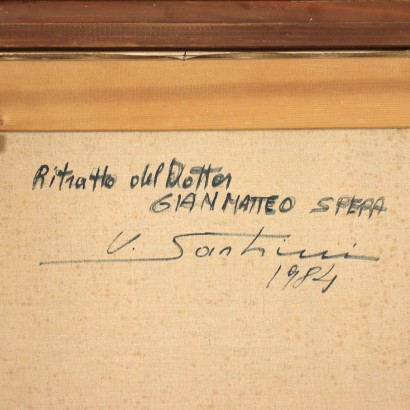 Ritratto del Dottor
GIANMATTEO SPERA
V. Santini
1984